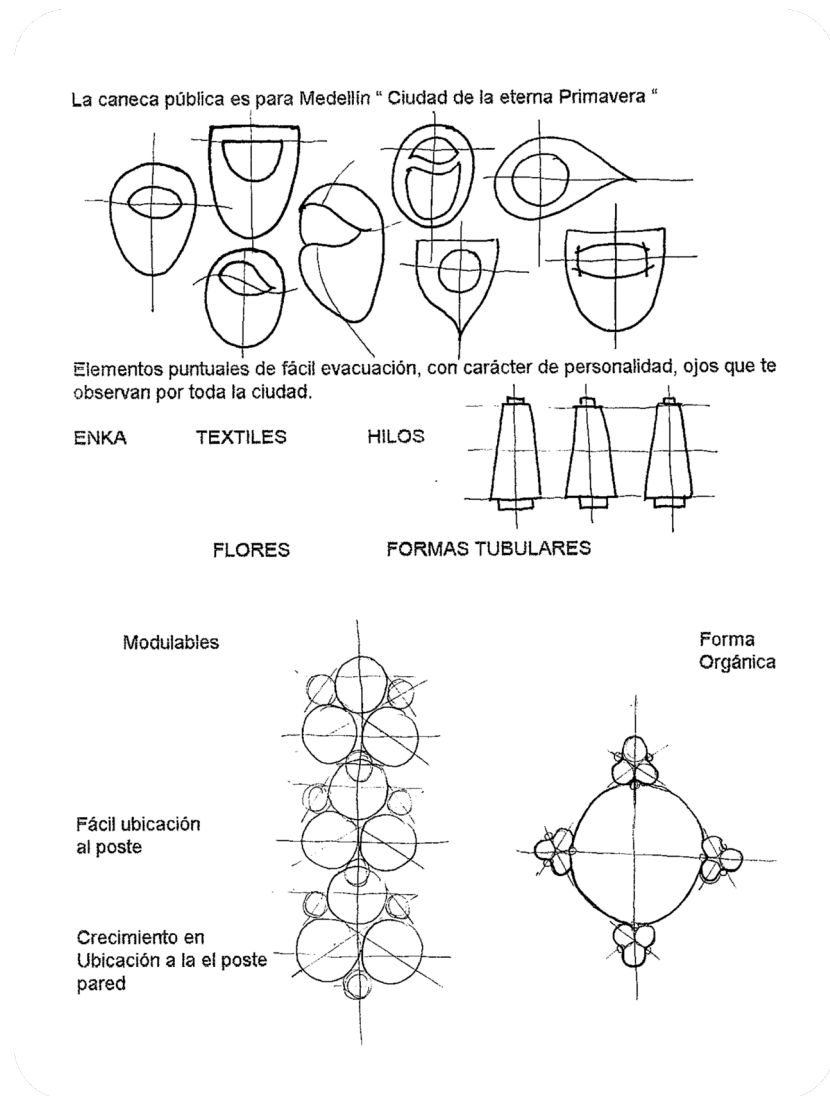 La caneca pública es para Medellín “ Ciudad de la eterna Primavera “
Elementos puntuales de fácil evacuación, con carácter de personalidad, ojos que te
observan por toda la ciudad.
ENKA TEXTILES HILOS
FLORES FORMAS TUBULARES
Modulables
Forma
Orgánica
Fácil ubicación
al poste
Crecimiento en
Ubicación a la el poste
pared